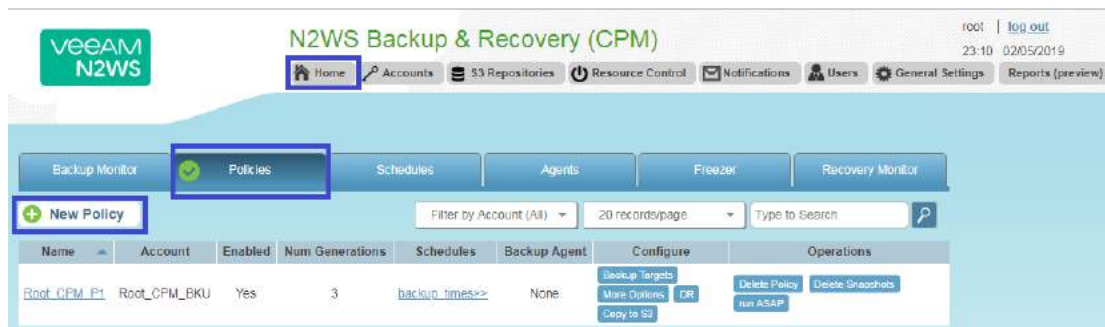 veeAM
N2WS
N2WS Backup & Recovery (CPM)
root | log out
23:10 02/05/2019
Home Accounts S3 Repositories Resource Control Notifications Users General Settings Reports (preview)
Backup Monitor Policies Schedules Agents Freezer Recovery Monitor
New Policy Filter by Account (All) 20 records/page Type to Search
Name Account Enabled Num Generations Schedules Backup Agent Configure Operations
Root_CPM_P1 Root_CPM_BKU Yes 3 backup times>> None
Backup Targets
More Options DR
Copy to S3
Delete Policy Delete Snapshots
run ASAP